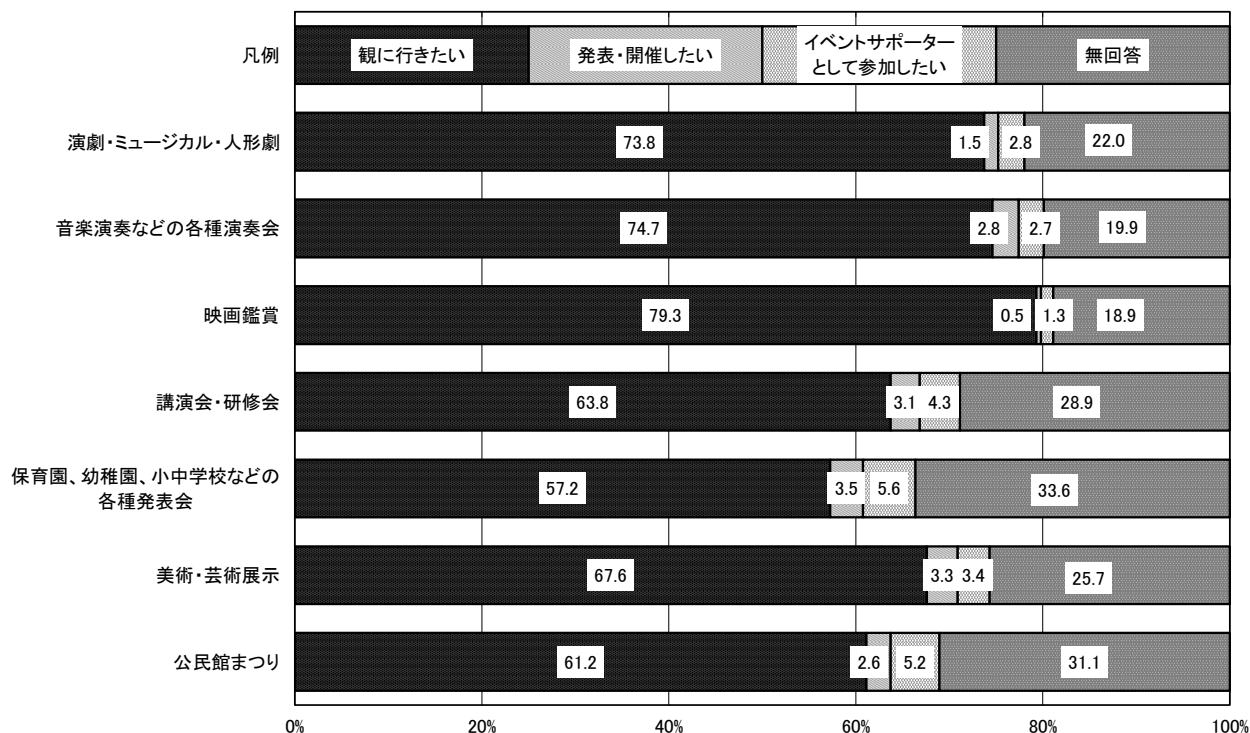 凡例
観に行きたい
発表・開催したい
イベントサポーター
として参加したい
無回答
演劇・ミュージカル・人形劇
73.8
1.5
2.8
22.0
音楽演奏などの各種演奏会
74.7
2.8
2.7
19.9
映画鑑賞
79.3
0.5
1.3
18.9
講演会・研修会
63.8
3.1
4.3
28.9
保育園、幼稚園、小中学校などの
各種発表会
57.2
3.5
5.6
33.6
美術・芸術展示
67.6
3.3
3.4
25.7
公民館まつり
61.2
2.6
5.2
31.1
0%
20%
40%
60%
80%
100%